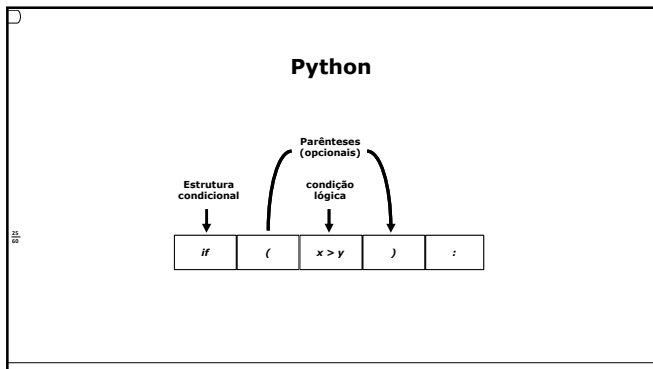 Python
Parênteses
(opcionais)
Estrutura
condicional
condição
lógica
if ( x > y ) :
25
60